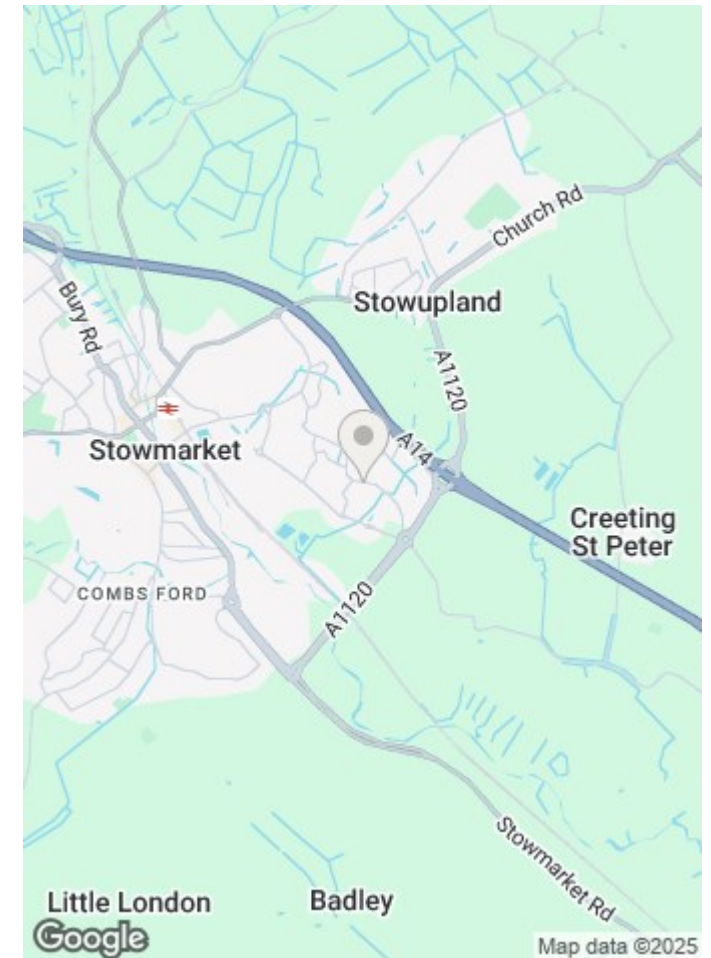 Church Rd
Stowupland
Bury Rd
A1120
Stowmarket
A14
Creeting
St Peter
COMBS FORD
A1120
Stowmarket Rd
Little London
Badley
Google
Map data ©2025